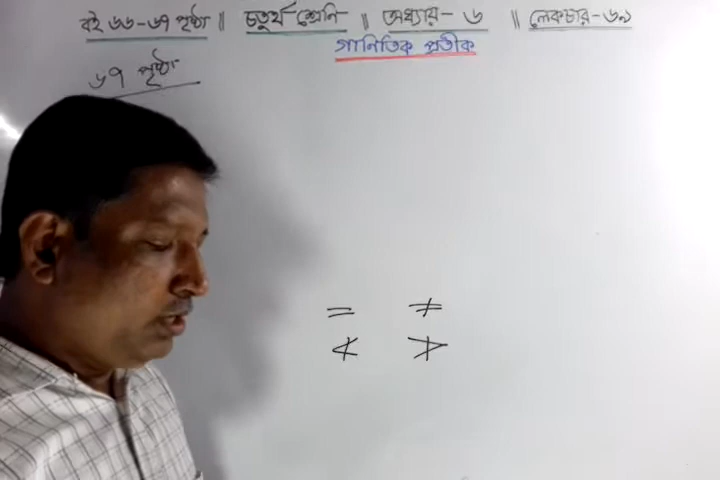 বই ৬৬-৬৭ পৃষ্ঠা || চতুর্থ শ্রেনি || অধ্যায়- ৬ || লেকচার-৬৯
গানিতিক প্রতীক
৬৭ পৃষ্ঠা
= ≠
≮ ≯